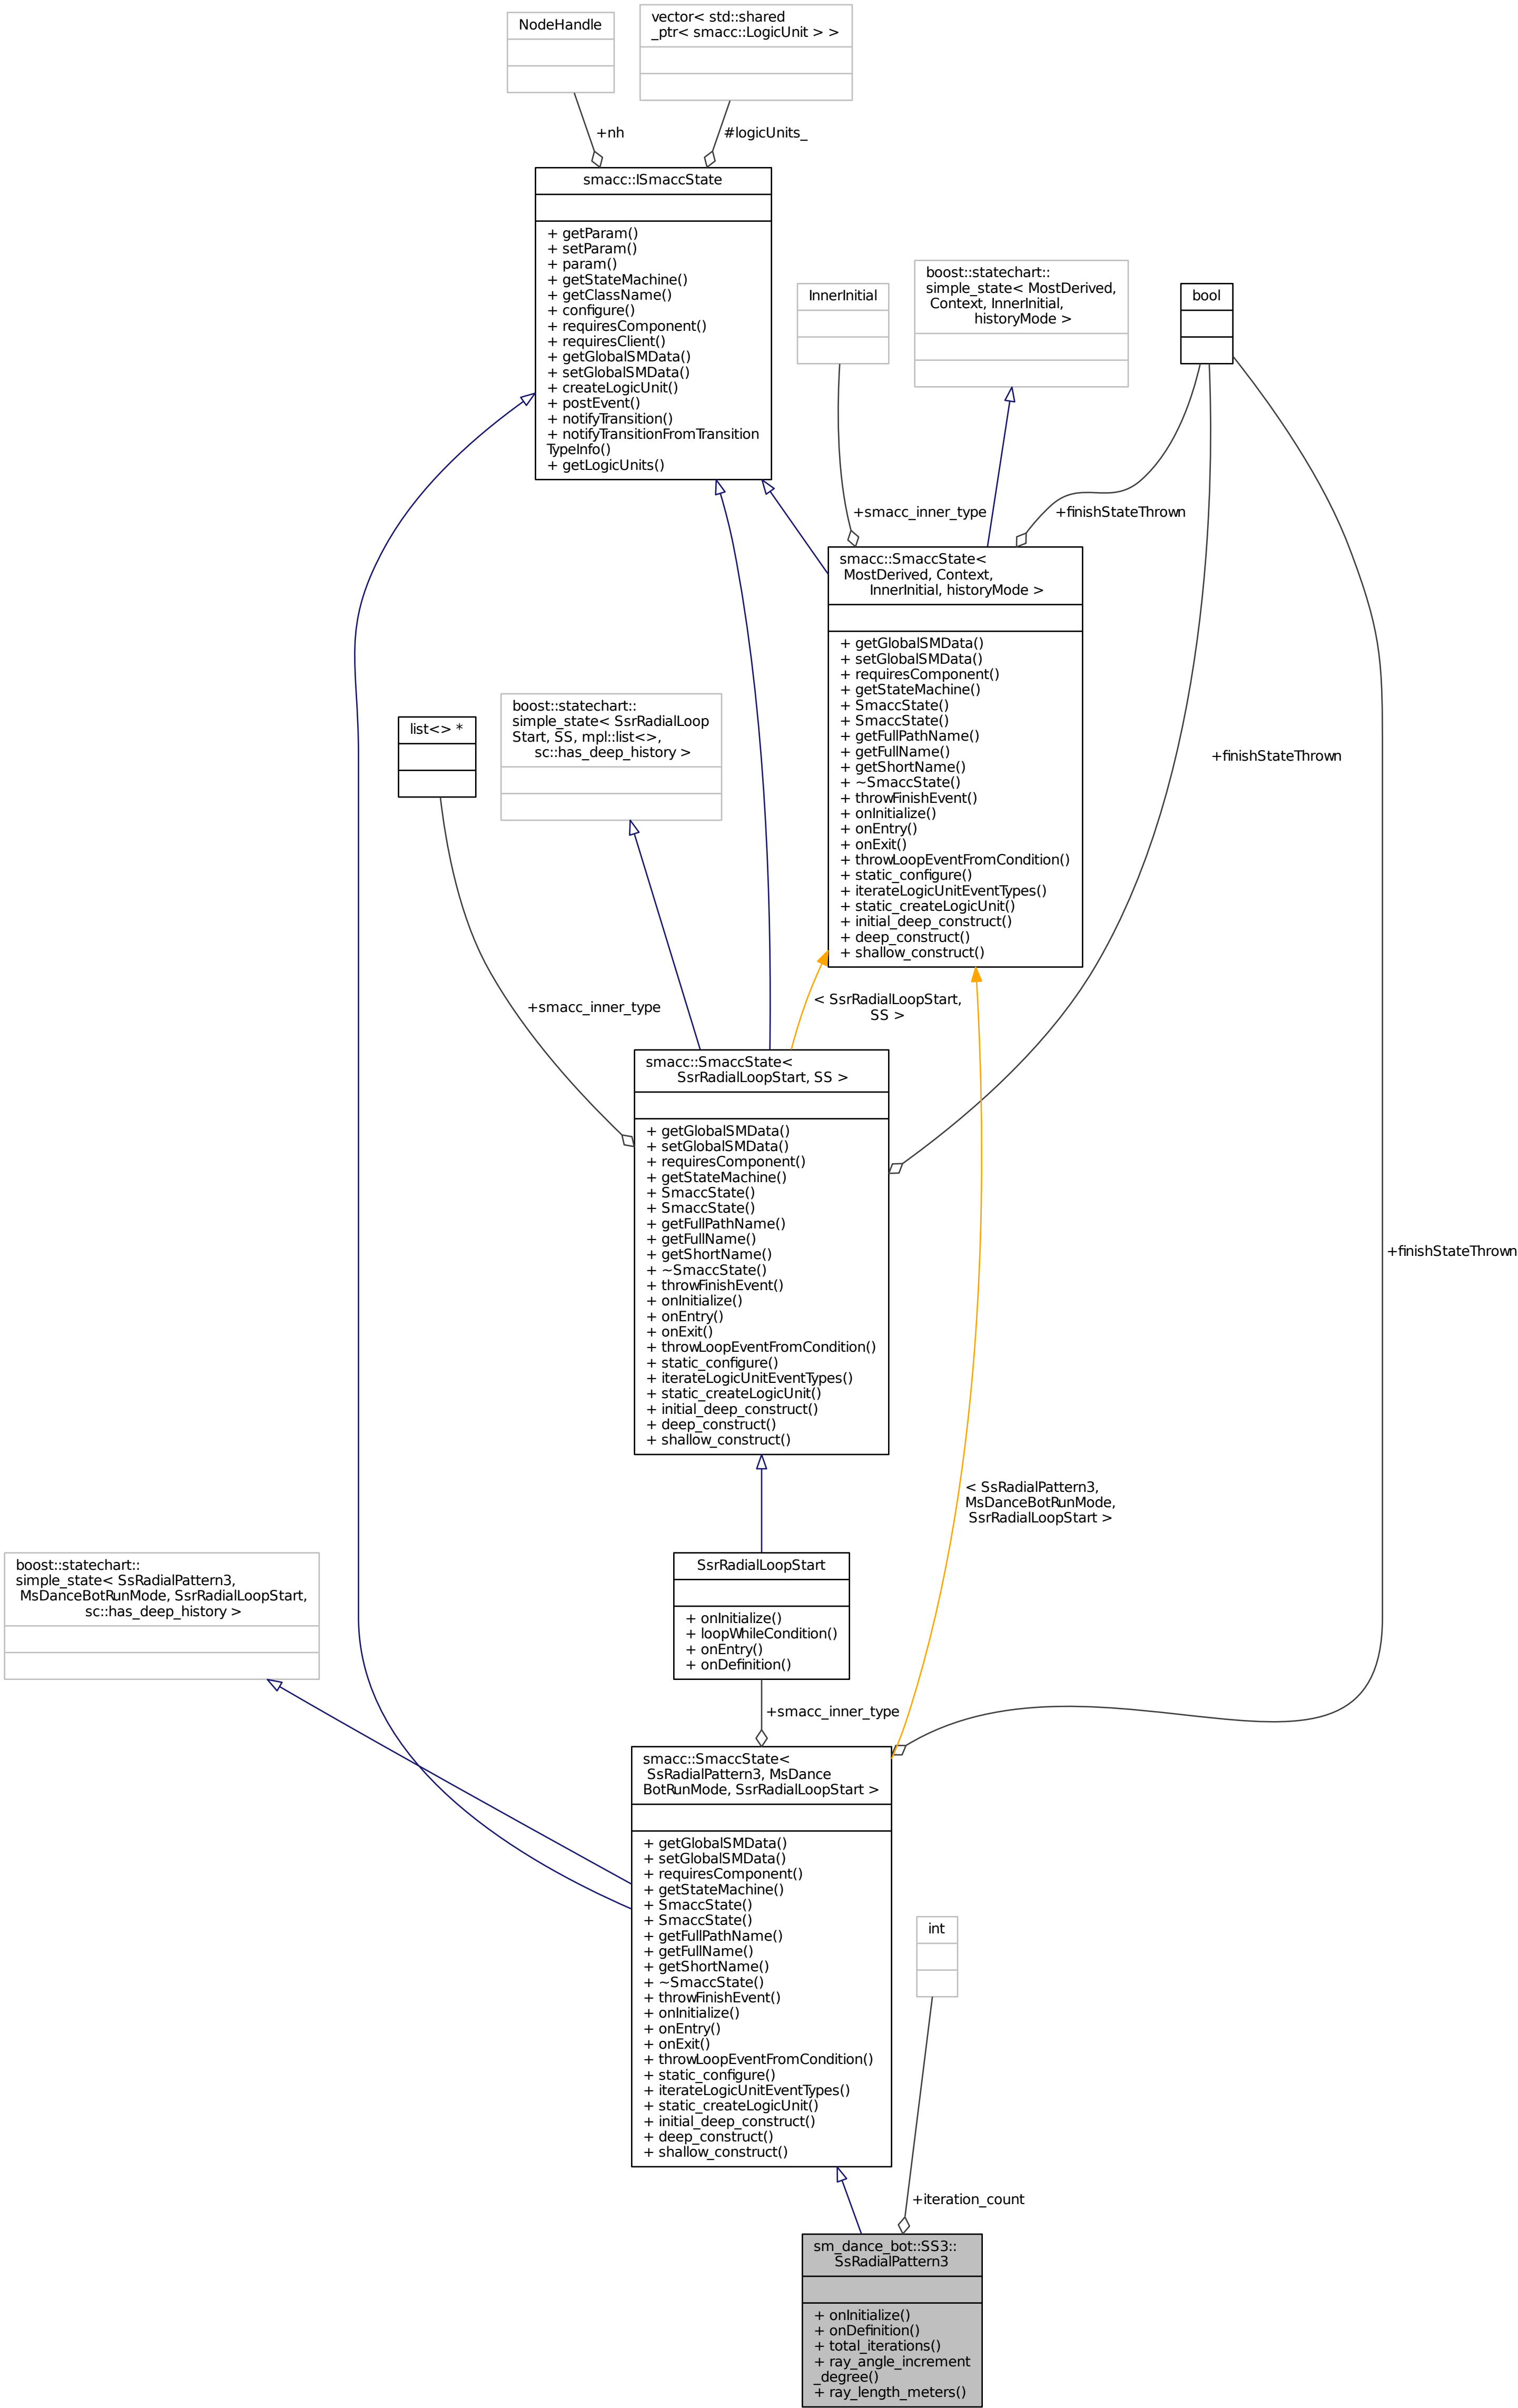 NodeHandle
vector< std::shared
_ptr< smacc::LogicUnit > >
+nh
#logicUnits_
smacc::ISmaccState
+ getParam()
+ setParam()
+ param()
+ getStateMachine()
+ getClassName()
+ configure()
+ requiresComponent()
+ requiresClient()
+ getGlobalSMData()
+ setGlobalSMData()
+ createLogicUnit()
+ postEvent()
+ notifyTransition()
+ notifyTransitionFromTransition
TypeInfo()
+ getLogicUnits()
InnerInitial
boost::statechart::
simple_state< MostDerived,
Context, InnerInitial,
historyMode >
bool
+smacc_inner_type
+finishStateThrown
smacc::SmaccState<
MostDerived, Context,
InnerInitial, historyMode >
+ getGlobalSMData()
+ setGlobalSMData()
+ requiresComponent()
+ getStateMachine()
+ SmaccState()
+ SmaccState()
+ getFullPathName()
+ getFullName()
+ getShortName()
+ ~SmaccState()
+ throwFinishEvent()
+ onInitialize()
+ onEntry()
+ onExit()
+ throwLoopEventFromCondition()
+ static_configure()
+ iterateLogicUnitEventTypes()
+ static_createLogicUnit()
+ initial_deep_construct()
+ deep_construct()
+ shallow_construct()
list<> *
boost::statechart::
simple_state< SsrRadialLoop
Start, SS, mpl::list<>,
sc::has_deep_history >
+finishStateThrown
+smacc_inner_type
< SsrRadialLoopStart,
SS >
smacc::SmaccState<
SsrRadialLoopStart, SS >
+ getGlobalSMData()
+ setGlobalSMData()
+ requiresComponent()
+ getStateMachine()
+ SmaccState()
+ SmaccState()
+ getFullPathName()
+ getFullName()
+ getShortName()
+ ~SmaccState()
+ throwFinishEvent()
+ onInitialize()
+ onEntry()
+ onExit()
+ throwLoopEventFromCondition()
+ static_configure()
+ iterateLogicUnitEventTypes()
+ static_createLogicUnit()
+ initial_deep_construct()
+ deep_construct()
+ shallow_construct()
+finishStateThrown
< SsRadialPattern3,
MsDanceBotRunMode,
SsrRadialLoopStart >
boost::statechart::
simple_state< SsRadialPattern3,
MsDanceBotRunMode, SsrRadialLoopStart,
sc::has_deep_history >
SsrRadialLoopStart
+ onInitialize()
+ loopWhileCondition()
+ onEntry()
+ onDefinition()
+smacc_inner_type
smacc::SmaccState<
SsRadialPattern3, MsDance
BotRunMode, SsrRadialLoopStart >
+ getGlobalSMData()
+ setGlobalSMData()
+ requiresComponent()
+ getStateMachine()
+ SmaccState()
+ SmaccState()
+ getFullPathName()
+ getFullName()
+ getShortName()
+ ~SmaccState()
+ throwFinishEvent()
+ onInitialize()
+ onEntry()
+ onExit()
+ throwLoopEventFromCondition()
+ static_configure()
+ iterateLogicUnitEventTypes()
+ static_createLogicUnit()
+ initial_deep_construct()
+ deep_construct()
+ shallow_construct()
int
+iteration_count
sm_dance_bot::SS3::
SsRadialPattern3
+ onInitialize()
+ onDefinition()
+ total_iterations()
+ ray_angle_increment
_degree()
+ ray_length_meters()